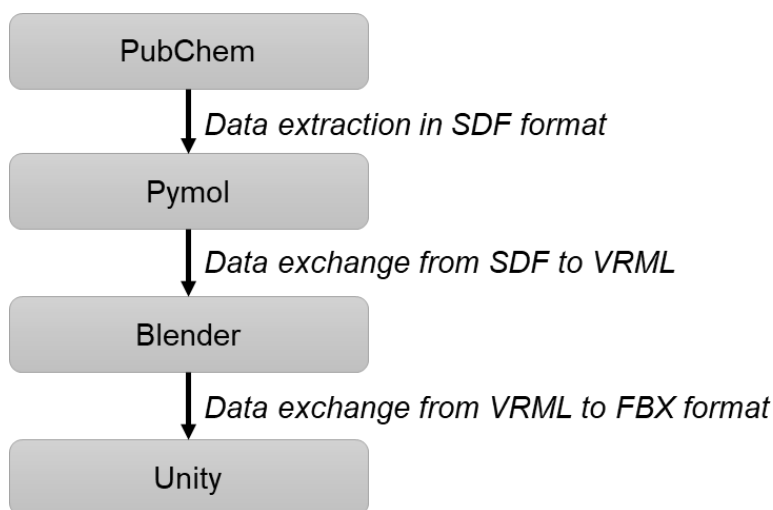 PubChem
Data extraction in SDF format
Pymol
Data exchange from SDF to VRML
Blender
Data exchange from VRML to FBX format
Unity